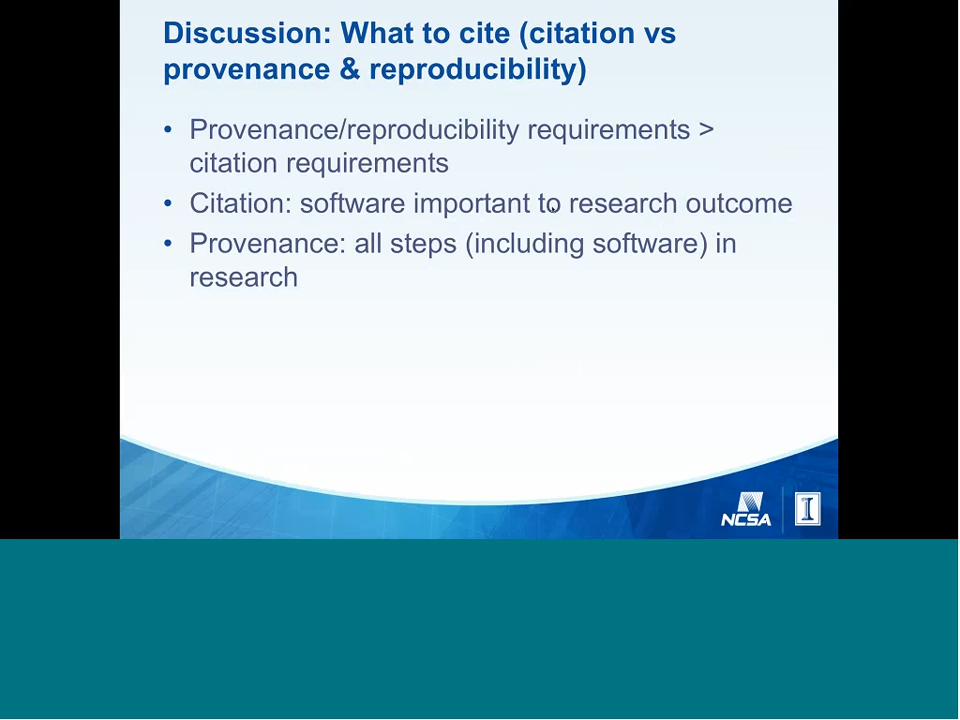 Discussion: What to cite (citation vs
provenance & reproducibility)
• Provenance/reproducibility requirements >
citation requirements
• Citation: software important to research outcome
• Provenance: all steps (including software) in
research
NCSA
I